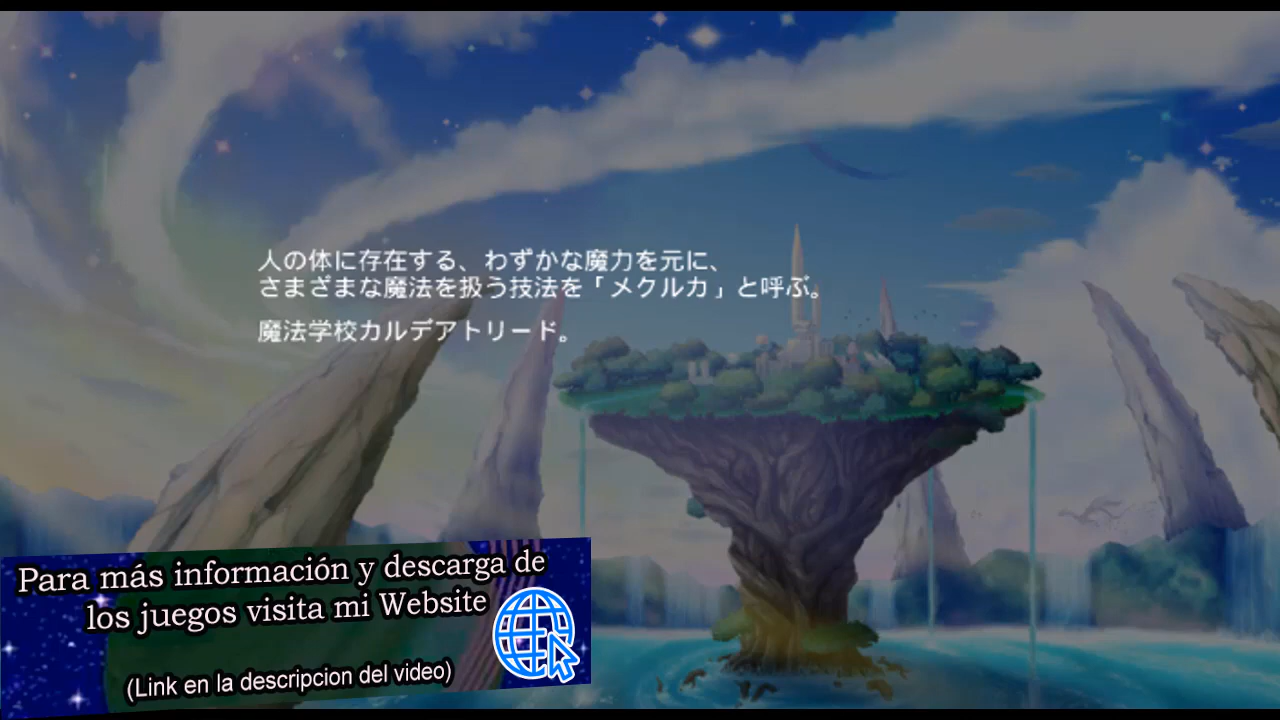 人の体に存在する、わずかな魔力を元に、
さまざまな魔法を扱う技法を「メクルカ」と呼ぶ。
魔法学校カルデアトリード。
Para más información y descarga de
los juegos visita mi Website
(Link en la descripcion del video)